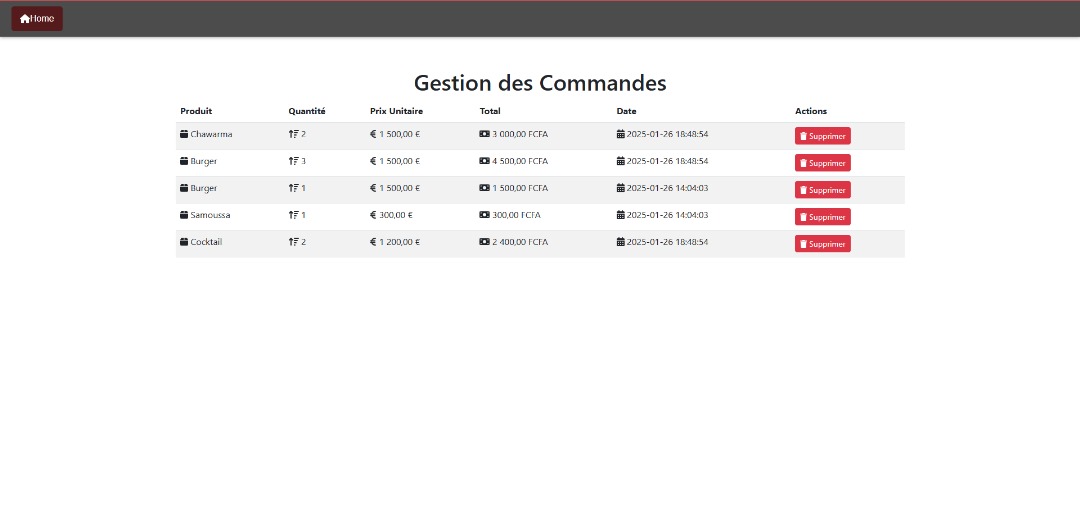 Home
Gestion des Commandes
Produit Quantité Prix Unitaire Total Date Actions
Chawarma 2 € 1 500,00 € 3 000,00 FCFA 2025-01-26 18:48:54 Supprimer
Burger 3 € 1 500,00 € 4 500,00 FCFA 2025-01-26 18:48:54 Supprimer
Burger 1 € 1 500,00 € 1 500,00 FCFA 2025-01-26 14:04:03 Supprimer
Samoussa 1 € 300,00 € 300,00 FCFA 2025-01-26 14:04:03 Supprimer
Cocktail 2 € 1 200,00 € 2 400,00 FCFA 2025-01-26 18:48:54 Supprimer